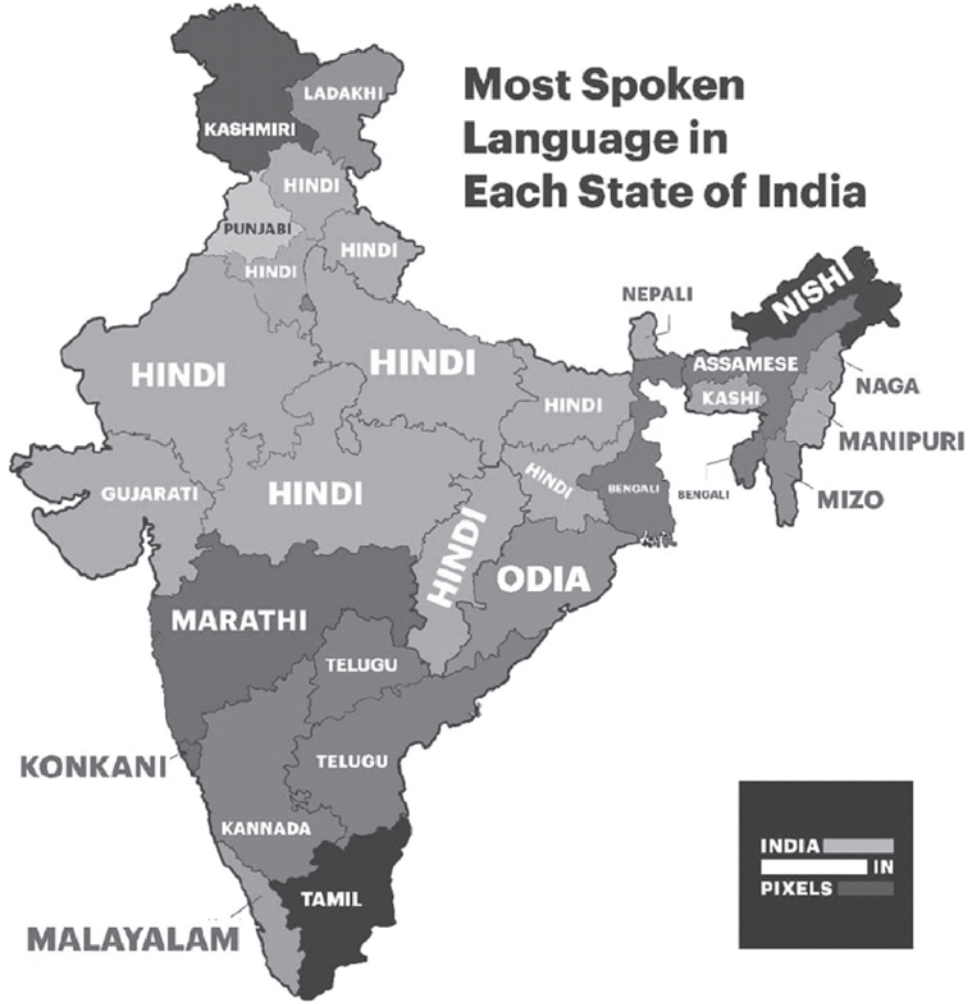 Most Spoken
Language in
Each State of India
LADAKHI
KASHMIRI
HINDI
PUNJABI
HINDI
HINDI
NISHI
NEPALI
HINDI
HINDI
ASSAMESE
NAGA
KASHI
HINDI
MANIPURI
HINDI
GUJARATI
HINDI
BENGALI
BENGALI
MIZO
HINDI
ODIA
MARATHI
TELUGU
KONKANI
TELUGU
KANNADA
TAMIL
MALAYALAM
INDIA
IN
PIXELS